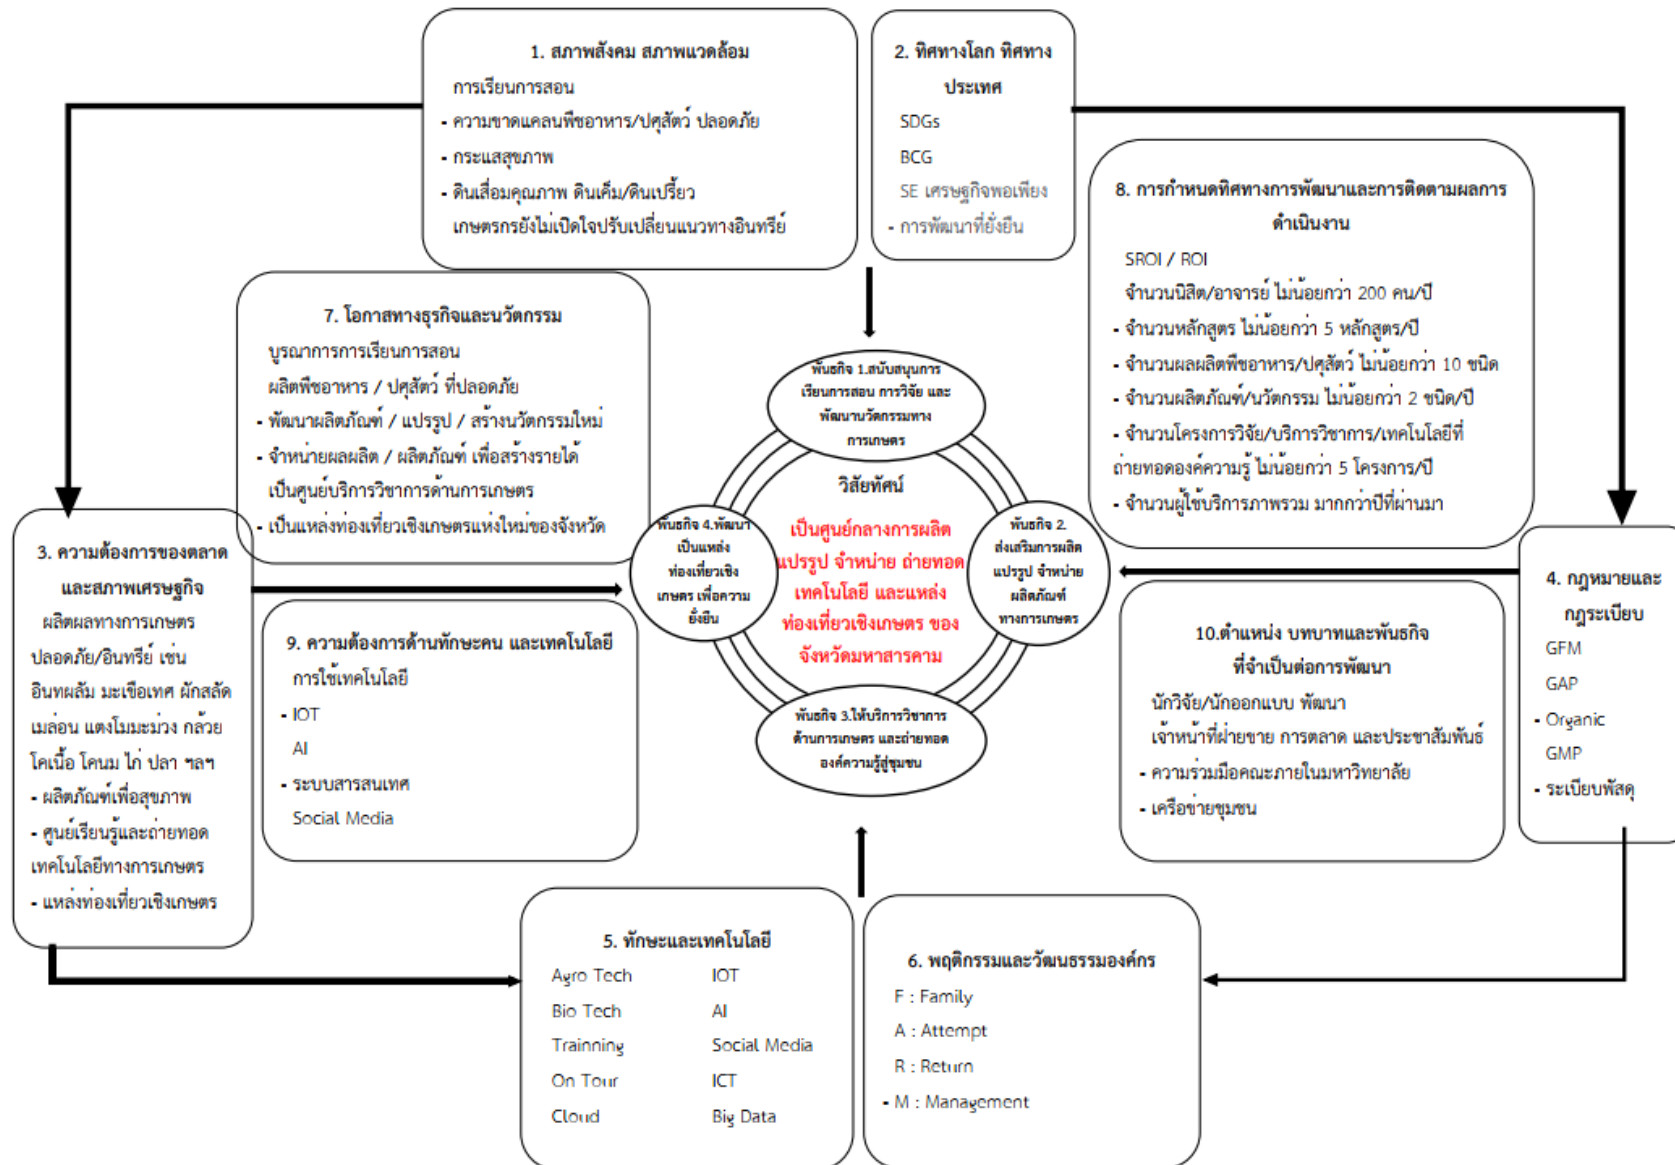 1. สภาพสังคม สภาพแวดล้อม
การเรียนการสอน
- ความขาดแคลนพืชอาหาร/ปศุสัตว์ ปลอดภัย
- กระแสสุขภาพ
- ดินเสื่อมคุณภาพ ดินเค็ม/ดินเปรี้ยว
เกษตรกรยังไม่เปิดใจปรับเปลี่ยนแนวทางอินทรีย์
2. ทิศทางโลก ทิศทาง
ประเทศ
SDGs
BCG
SE เศรษฐกิจพอเพียง
- การพัฒนาที่ยั่งยืน
7. โอกาสทางธุรกิจและนวัตกรรม
บูรณาการการเรียนการสอน
ผลิตพืชอาหาร / ปศุสัตว์ ที่ปลอดภัย
- พัฒนาผลิตภัณฑ์ / แปรรูป / สร้างนวัตกรรมใหม่
- จำหน่ายผลผลิต / ผลิตภัณฑ์ เพื่อสร้างรายได้
เป็นศูนย์บริการวิชาการด้านการเกษตร
- เป็นแหล่งท่องเที่ยวเชิงเกษตรแห่งใหม่ของจังหวัด
8. การกำหนดทิศทางการพัฒนาและการติดตามผลการ
ดำเนินงาน
SROI / ROI
จำนวนนิสิต/อาจารย์ ไม่น้อยกว่า 200 คน/ปี
- จำนวนหลักสูตร ไม่น้อยกว่า 5 หลักสูตร/ปี
- จำนวนผลผลิตพืชอาหาร/ปศุสัตว์ ไม่น้อยกว่า 10 ชนิด
- จำนวนผลิตภัณฑ์/นวัตกรรม ไม่น้อยกว่า 2 ชนิด/ปี
- จำนวนโครงการวิจัย/บริการวิชาการ/เทคโนโลยีที่
ถ่ายทอดองค์ความรู้ ไม่น้อยกว่า 5 โครงการ/ปี
- จำนวนผู้ใช้บริการภาพรวม มากกว่าปีที่ผ่านมา
พันธกิจ 1.สนับสนุนการ
เรียนการสอน การวิจัย และ
พัฒนานวัตกรรมทาง
การเกษตร
วิสัยทัศน์
เป็นศูนย์กลางการผลิต
แปรรูป จำหน่าย ถ่ายทอด
เทคโนโลยี และแหล่ง
ท่องเที่ยวเชิงเกษตร ของ
จังหวัดมหาสารคาม
พันธกิจ 4.พัฒนา
เป็นแหล่ง
ท่องเที่ยวเชิง
เกษตร เพื่อความ
ยั่งยืน
พันธกิจ 2.
ส่งเสริมการผลิต
แปรรูป จำหน่าย
ผลิตภัณฑ์
ทางการเกษตร
พันธกิจ 3.ให้บริการวิชาการ
ด้านการเกษตร และถ่ายทอด
องค์ความรู้สู่ชุมชน
3. ความต้องการของตลาด
และสภาพเศรษฐกิจ
ผลิตผลทางการเกษตร
ปลอดภัย/อินทรีย์ เช่น
อินทผลัม มะเขือเทศ ผักสลัด
เมล่อน แตงโมมะม่วง กล้วย
โคเนื้อ โคนม ไก่ ปลา ฯลฯ
- ผลิตภัณฑ์เพื่อสุขภาพ
- ศูนย์เรียนรู้และถ่ายทอด
เทคโนโลยีทางการเกษตร
- แหล่งท่องเที่ยวเชิงเกษตร
9. ความต้องการด้านทักษะคน และเทคโนโลยี
การใช้เทคโนโลยี
- IOT
AI
- ระบบสารสนเทศ
Social Media
10.ตำแหน่ง บทบาทและพันธกิจ
ที่จำเป็นต่อการพัฒนา
นักวิจัย/นักออกแบบ พัฒนา
เจ้าหน้าที่ฝ่ายขาย การตลาด และประชาสัมพันธ์
- ความร่วมมือคณะภายในมหาวิทยาลัย
- เครือข่ายชุมชน
4. กฎหมายและ
กฎระเบียบ
GFM
GAP
- Organic
GMP
- ระเบียบพัสดุ
5. ทักษะและเทคโนโลยี
Agro Tech IOT
Bio Tech AI
Trainning Social Media
On Tour ICT
Cloud Big Data
6. พฤติกรรมและวัฒนธรรมองค์กร
F : Family
A : Attempt
R : Return
- M : Management